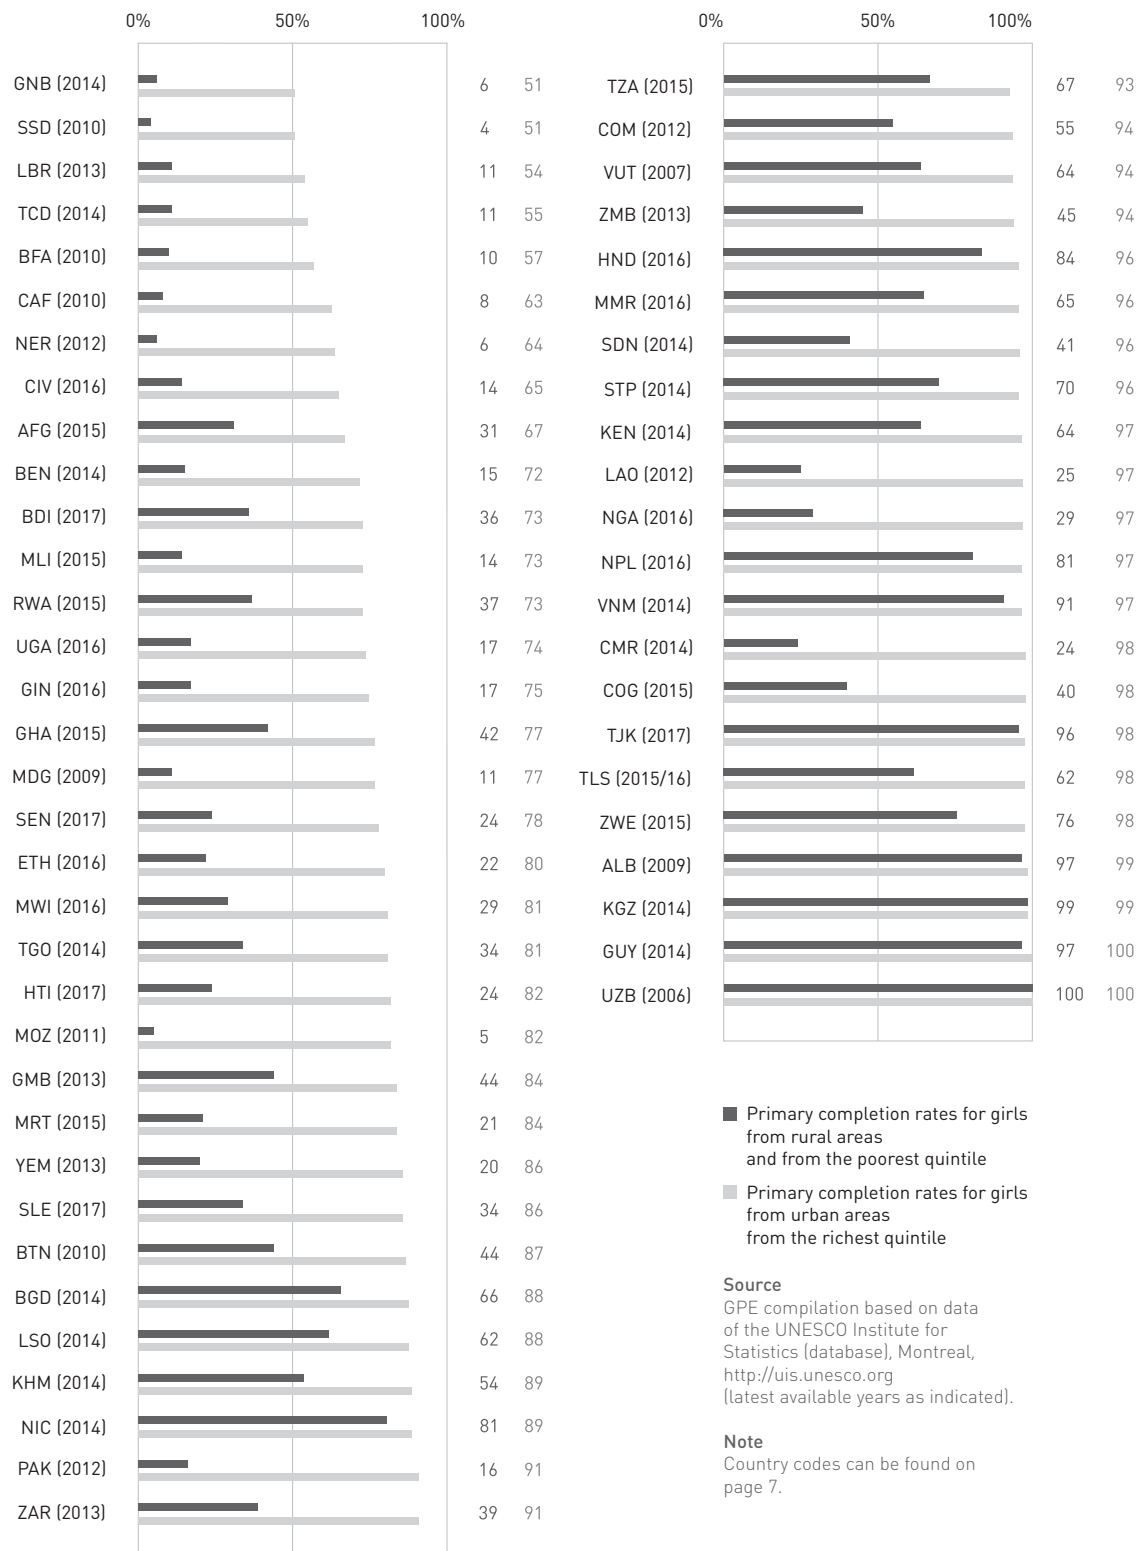 0% 50% 100%
GNB (2014) 6 51
SSD (2010) 4 51
LBR (2013) 11 54
TCD (2014) 11 55
BFA (2010) 10 57
CAF (2010) 8 63
NER (2012) 6 64
CIV (2016) 14 65
AFG (2015) 31 67
BEN (2014) 15 72
BDI (2017) 36 73
MLI (2015) 14 73
RWA (2015) 37 73
UGA (2016) 17 74
GIN (2016) 17 75
GHA (2015) 42 77
MDG (2009) 11 77
SEN (2017) 24 78
ETH (2016) 22 80
MWI (2016) 29 81
TGO (2014) 34 81
HTI (2017) 24 82
MOZ (2011) 5 82
GMB (2013) 44 84
MRT (2015) 21 84
YEM (2013) 20 86
SLE (2017) 34 86
BTN (2010) 44 87
BGD (2014) 66 88
LSO (2014) 62 88
KHM (2014) 54 89
NIC (2014) 81 89
PAK (2012) 16 91
ZAR (2013) 39 91
0% 50% 100%
TZA (2015) 67 93
COM (2012) 55 94
VUT (2007) 64 94
ZMB (2013) 45 94
HND (2016) 84 96
MMR (2016) 65 96
SDN (2014) 41 96
STP (2014) 70 96
KEN (2014) 64 97
LAO (2012) 25 97
NGA (2016) 29 97
NPL (2016) 81 97
VNM (2014) 91 97
CMR (2014) 24 98
COG (2015) 40 98
TJK (2017) 96 98
TLS (2015/16) 62 98
ZWE (2015) 76 98
ALB (2009) 97 99
KGZ (2014) 99 99
GUY (2014) 97 100
UZB (2006) 100 100
Primary completion rates for girls
from rural areas
and from the poorest quintile
Primary completion rates for girls
from urban areas
from the richest quintile
Source
GPE compilation based on data
of the UNESCO Institute for
Statistics (database), Montreal,
http://uis.unesco.org
(latest available years as indicated).
Note
Country codes can be found on
page 7.